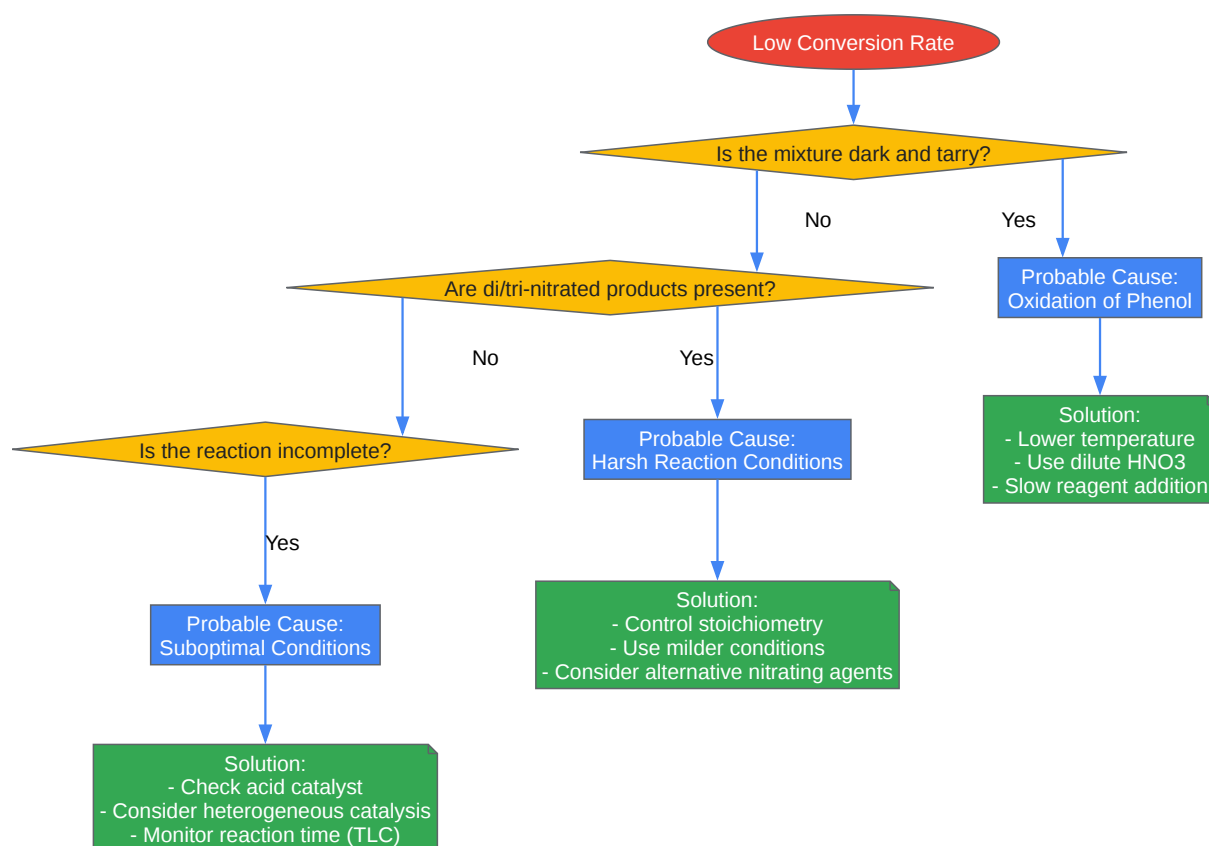 Low Conversion Rate
Is the mixture dark and tarry?
No
Yes
Are di/tri-nitrated products present?
Probable Cause:
Oxidation of Phenol
No
Yes
Is the reaction incomplete?
Probable Cause:
Harsh Reaction Conditions
Solution:
- Lower temperature
- Use dilute HNO3
- Slow reagent addition
Yes
Probable Cause:
Suboptimal Conditions
Solution:
- Control stoichiometry
- Use milder conditions
- Consider alternative nitrating agents
Solution:
- Check acid catalyst
- Consider heterogeneous catalysis
- Monitor reaction time (TLC)